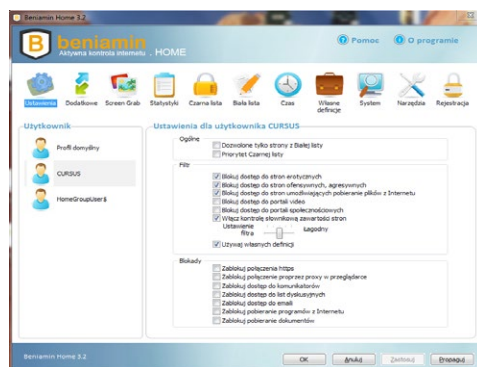 Beniamin Home 3.2
B beniamin
Aktywna kontrola internetu . HOME
Pomoc
O programie
Ustawienia
Dodatkowe
Screen Grab
Statystyki
Czarna lista
Biała lista
Czas
Własne definicje
System
Narzędzia
Rejestracja
Użytkownik
Profil domyślny
CURSUS
HomeGroupUser$
Ustawienia dla użytkownika CURSUS
Ogólne
Dozwolone tylko strony z Białej listy
Priorytet Czarnej listy
Filtr
Blokuj dostęp do stron erotycznych
Blokuj dostęp do stron ofensywnych, agresywnych
Blokuj dostęp do stron umożliwiających pobieranie plików z Internetu
Blokuj dostęp do portali video
Blokuj dostęp do portali społecznościowych
Włącz kontrolę słownikową zawartości stron
Ustawienie filtra
Łagodny
Używaj własnych definicji
Blokady
Zablokuj połączenia https
Zablokuj połączenie poprzez proxy w przeglądarce
Zablokuj dostęp do komunikatorów
Zablokuj dostęp do list dyskusyjnych
Zablokuj dostęp do emaili
Zablokuj pobieranie programów z Internetu
Zablokuj pobieranie dokumentów
Beniamin Home 3.2
OK
Anuluj
Zastosuj
Propaguj